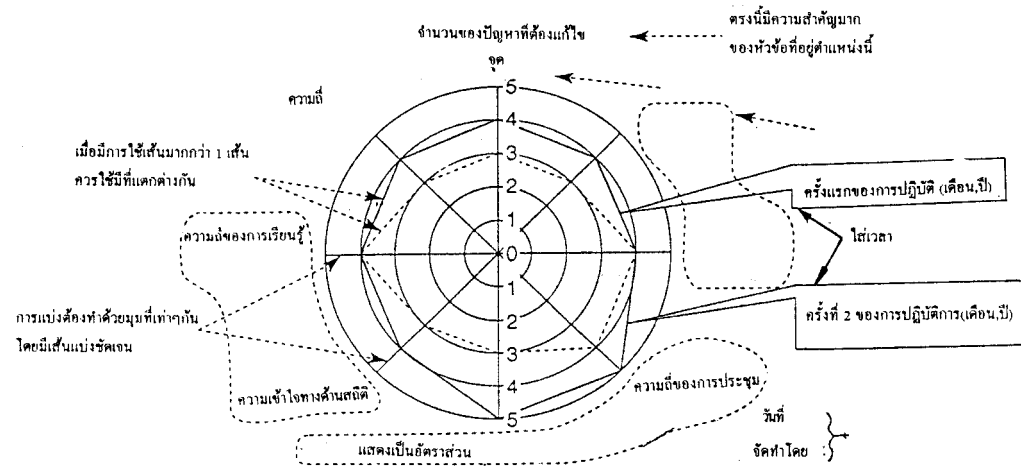 จำนวนของปัญหาที่ต้องแก้ไข
จุด
ตรงนี้มีความสำคัญมาก
ของหัวข้อที่อยู่ตำแหน่งนี้
ความถี่
5
4
3
2
1
0
1
2
3
4
5
เมื่อมีการใช้เส้นมากกว่า 1 เส้น
ควรใช้มีที่แตกต่างกัน
ครั้งแรกของการปฏิบัติ (เดือน,ปี)
ความถี่ของการเรียนรู้
ใส่เวลา
การแบ่งต้องทำด้วยมุมที่เท่าๆกัน
โดยมีเส้นแบ่งชัดเจน
ครั้งที่ 2 ของการปฏิบัติการ(เดือน,ปี)
ความเข้าใจทางด้านสถิติ
ความถี่ของการประชุม
แสดงเป็นอัตราส่วน
วันที่
จัดทำโดย :